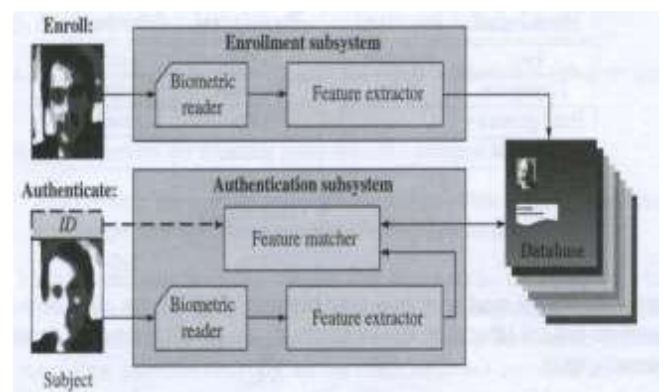 Enroll:
Enrollment subsystem
Biometric
reader
Feature extractor
Authenticate:
Authentication subsystem
ID
Feature matcher
Database
Biometric
reader
Feature extractor
Subject